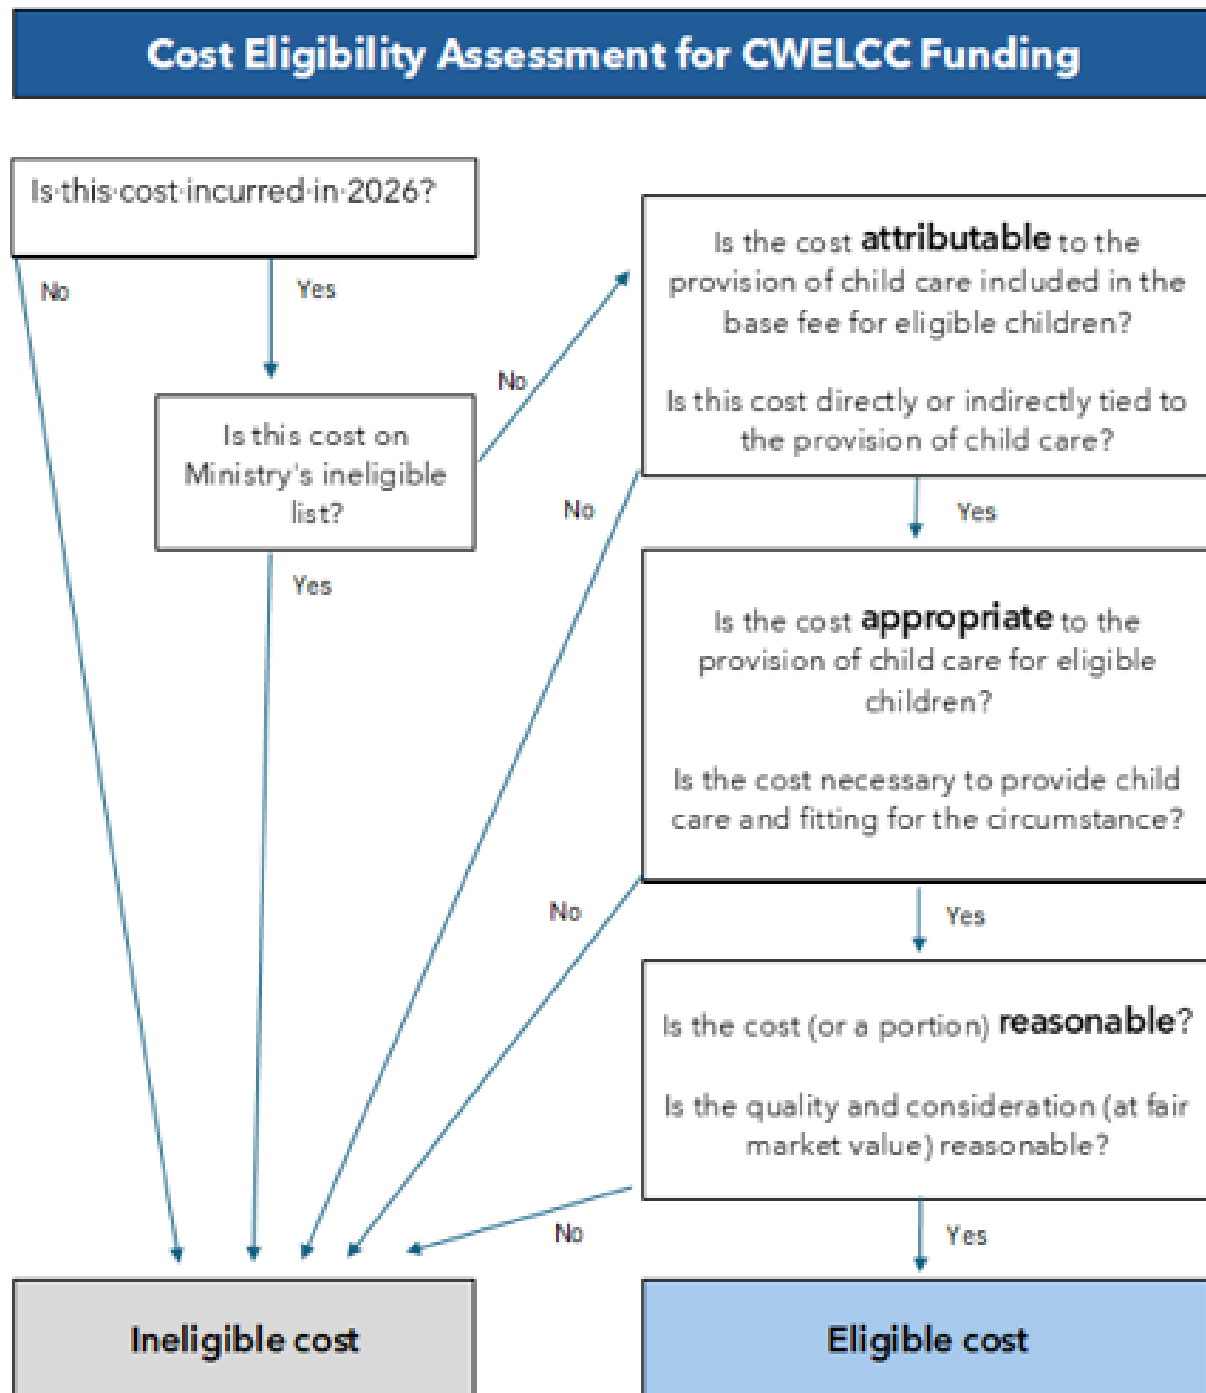 Cost Eligibility Assessment for CWELCC Funding
Is·this·cost·incurred·in·2026?
No
Yes
Is this cost on
Ministry's ineligible
list?
No
Yes
Is the cost attributable to the
provision of child care included in the
base fee for eligible children?
Is this cost directly or indirectly tied to
the provision of child care?
No
Yes
Is the cost appropriate to the
provision of child care for eligible
children?
Is the cost necessary to provide child
care and fitting for the circumstance?
No
Yes
Is the cost (or a portion) reasonable?
Is the quality and consideration (at fair
market value) reasonable?
No
Yes
Ineligible cost
Eligible cost